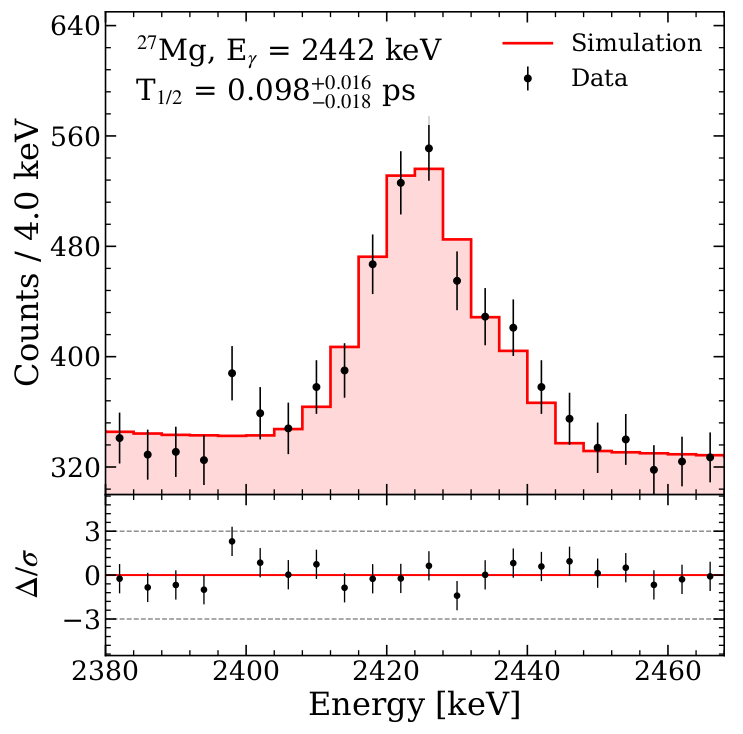 ²⁷Mg, Eᵧ = 2442 keV
T₁/₂ = 0.098 +0.016 −0.018 ps
Simulation
Data
Counts / 4.0 keV
640
560
480
400
320
Δ/σ
3
0
−3
2380 2400 2420 2440 2460
Energy [keV]